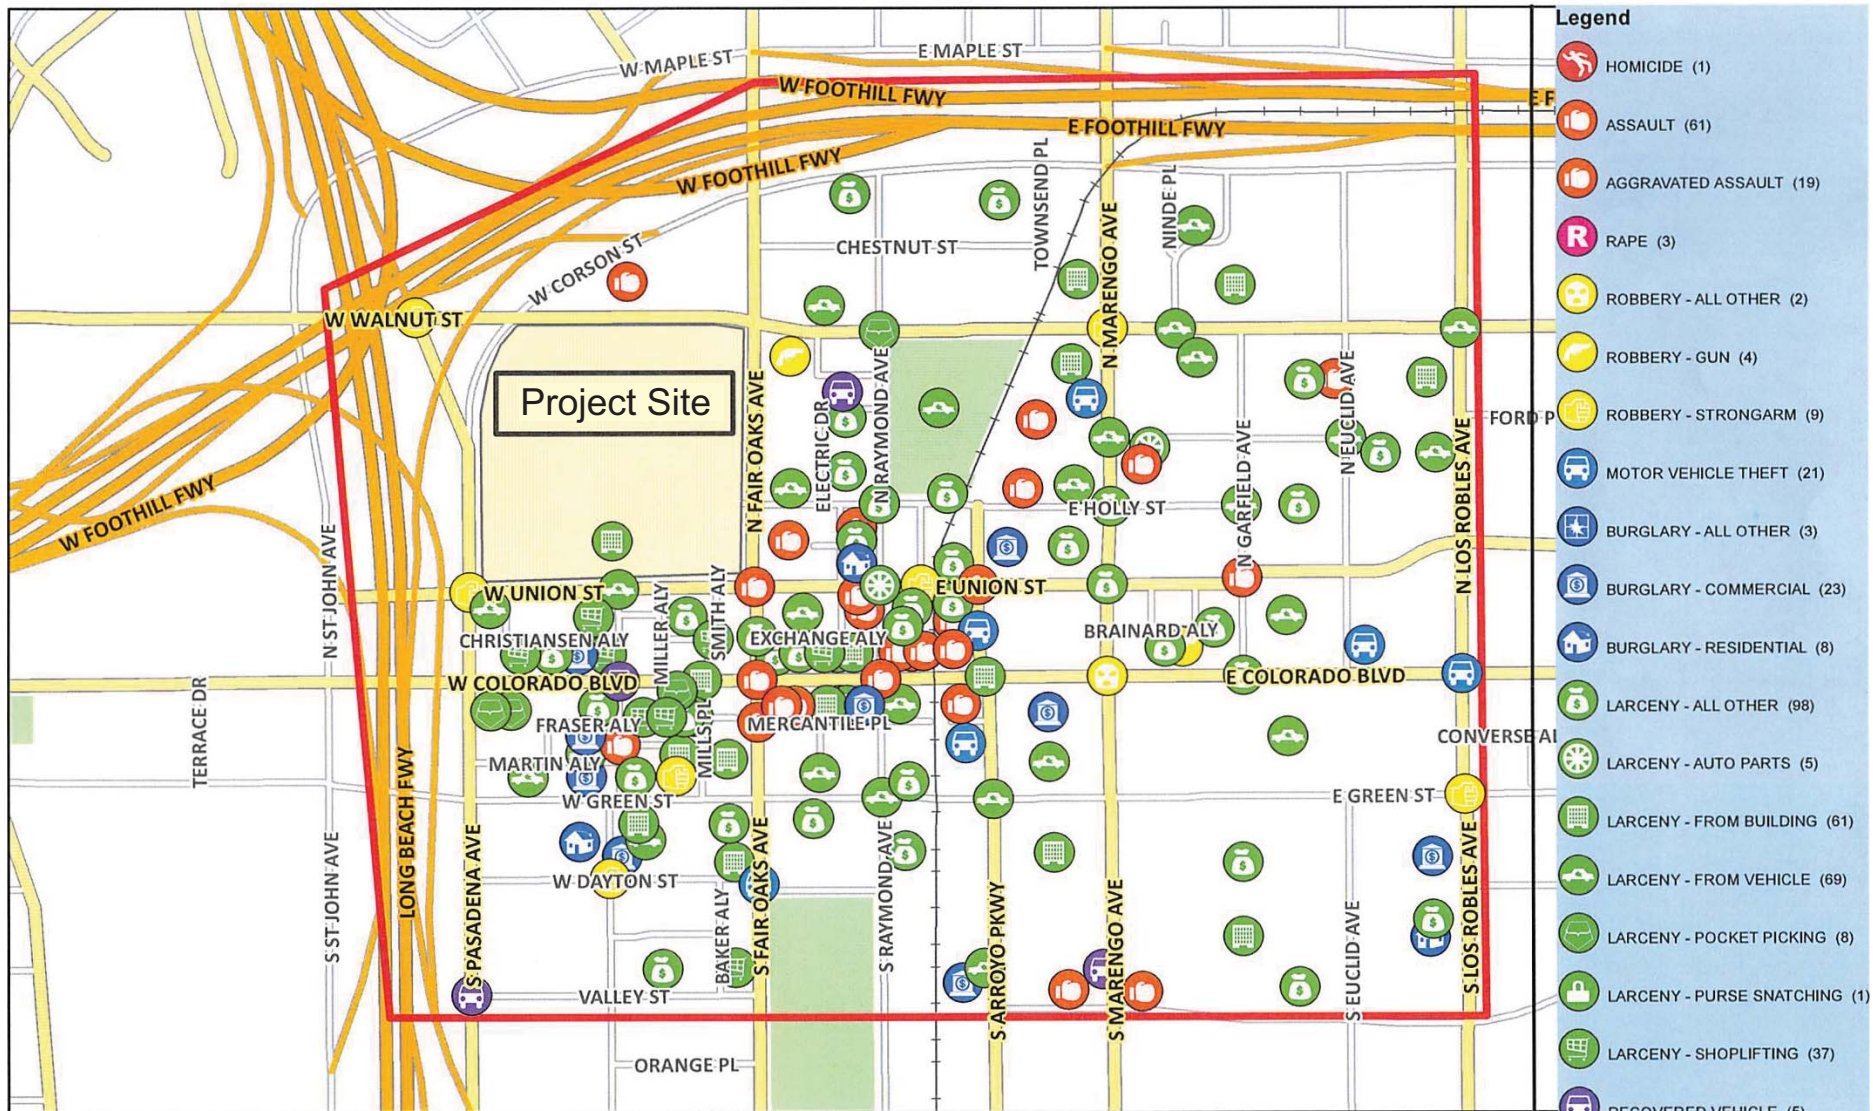 Legend
HOMICIDE (1)
ASSAULT (61)
AGGRAVATED ASSAULT (19)
R
RAPE (3)
ROBBERY - ALL OTHER (2)
ROBBERY - GUN (4)
ROBBERY - STRONGARM (9)
MOTOR VEHICLE THEFT (21)
BURGLARY - ALL OTHER (3)
BURGLARY - COMMERCIAL (23)
BURGLARY - RESIDENTIAL (8)
LARCENY - ALL OTHER (98)
LARCENY - AUTO PARTS (5)
LARCENY - FROM BUILDING (61)
LARCENY - FROM VEHICLE (69)
LARCENY - POCKET PICKING (8)
LARCENY - PURSE SNATCHING (1)
LARCENY - SHOPLIFTING (37)
RECOVERED VEHICLE (5)
W MAPLE ST
E MAPLE ST
W FOOTHILL FWY
E F
E FOOTHILL FWY
W FOOTHILL FWY
TOWNSEND PL
NINDE PL
N MARENGO AVE
CHESTNUT ST
W CORSON ST
W WALNUT ST
Project Site
N FAIR OAKS AVE
ELECTRIC DR
N RAYMOND AVE
N EUCLID AVE
FORD P
N GARFIELD AVE
N LOS ROBLES AVE
W FOOTHILL FWY
E HOLLY ST
N ST JOHN AVE
W UNION ST
E UNION ST
MILLER ALY
SMITH ALY
CHRISTIANSEN ALY
EXCHANGE ALY
BRAINARD ALY
W COLORADO BLVD
E COLORADO BLVD
TERRACE DR
FRASER ALY
MILLS PL
MERCANTILE PL
CONVERSE AL
MARTIN ALY
W GREEN ST
E GREEN ST
LONG BEACH FWY
S ST JOHN AVE
S PASADENA AVE
W DAYTON ST
BAKER ALY
S FAIR OAKS AVE
S RAYMOND AVE
S ARROYO PKWY
S MARENGO AVE
S EUCLID AVE
S LOS ROBLES AVE
VALLEY ST
ORANGE PL